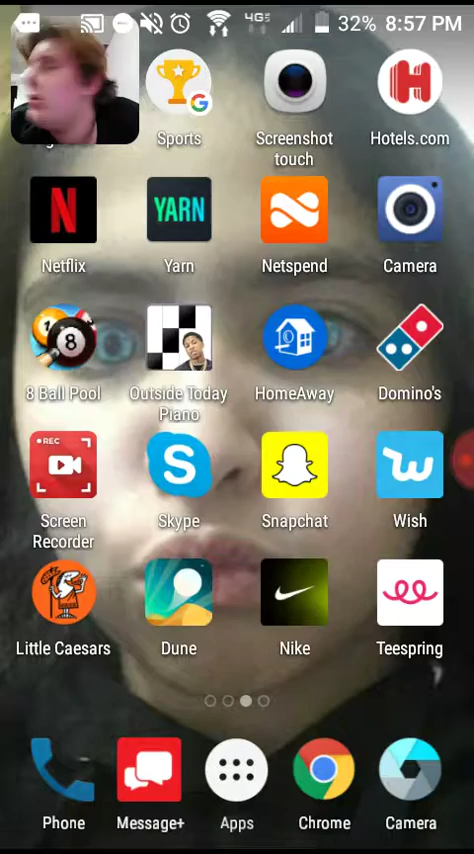 4G
32% 8:57 PM
Sports
Screenshot touch
Hotels.com
YARN
Netflix
Yarn
Netspend
Camera
8 Ball Pool
Outside Today Piano
HomeAway
Domino's
REC
Screen Recorder
Skype
Snapchat
Wish
Little Caesars
Dune
Nike
Teespring
Phone
Message+
Apps
Chrome
Camera